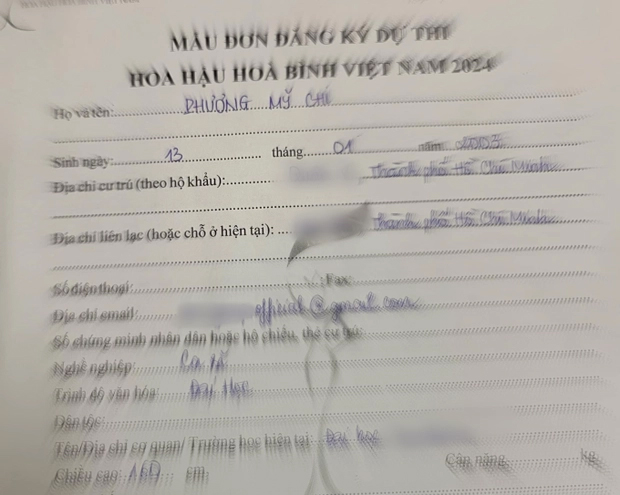 MẪU ĐƠN ĐĂNG KÝ DỰ THI
HOA HẬU HOÀ BÌNH VIỆT NAM 2024
Họ và tên: PHƯƠNG MỸ CHI
Sinh ngày: 13 tháng 01 năm 2003
Địa chỉ cư trú (theo hộ khẩu): Thành phố Hồ Chí Minh
Địa chỉ liên lạc (hoặc chỗ ở hiện tại): Thành phố Hồ Chí Minh
Số điện thoại: Fax
Địa chỉ email: official@gmail.com
Số chứng minh nhân dân hoặc hộ chiếu, thẻ cư trú:
Nghề nghiệp: Ca sĩ
Trình độ văn hóa: Đại học
Dân tộc:
Tên/Địa chỉ cơ quan/ Trường học hiện tại: Đại học
Chiều cao: 160 cm Cân nặng kg